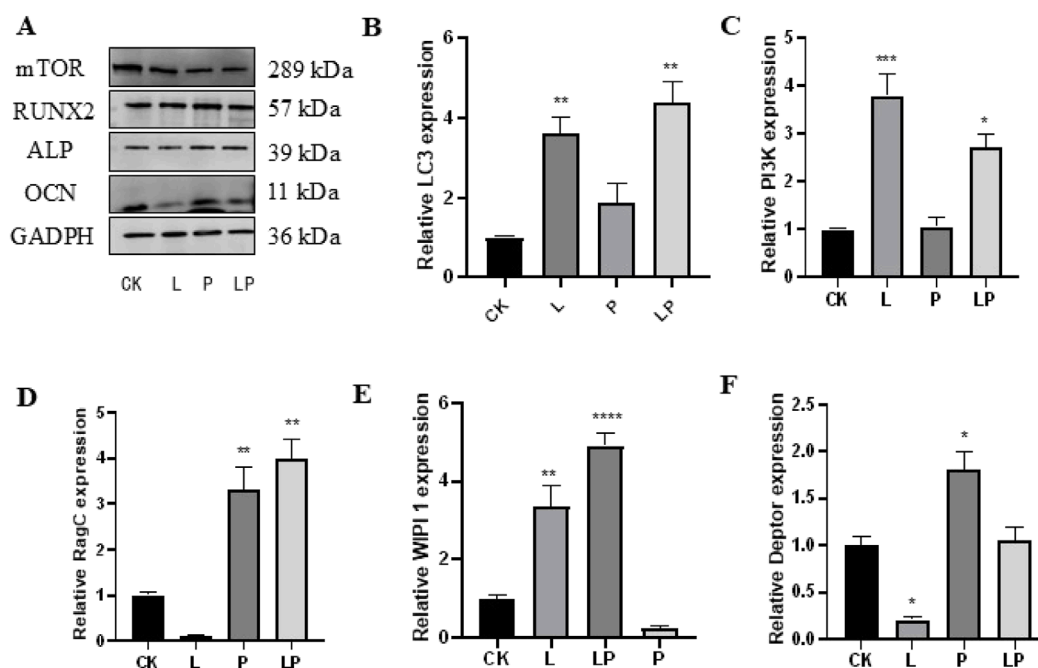 A
mTOR 289 kDa
RUNX2 57 kDa
ALP 39 kDa
OCN 11 kDa
GADPH 36 kDa
CK L P LP
B
Relative LC3 expression
6
4
2
0
**
**
CK L P LP
C
Relative PI3K expression
5
4
3
2
1
0
***
*
CK L P LP
D
Relative RagC expression
5
4
3
2
1
0
**
**
CK L P LP
E
Relative WIPI 1 expression
6
4
2
0
**
****
CK L LP P
F
Relative Deptor expression
2.5
2.0
1.5
1.0
0.5
0.0
*
*
CK L P LP